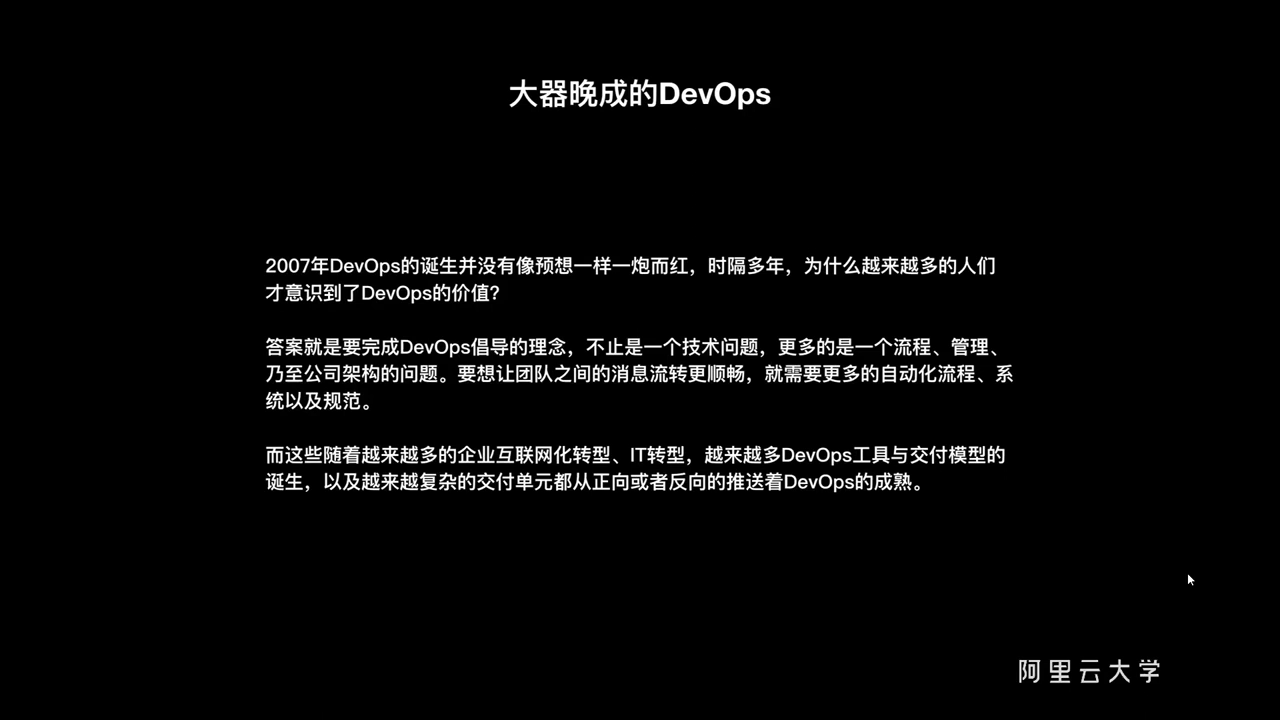 大器晚成的DevOps
2007年DevOps的诞生并没有像预想一样一炮而红，时隔多年，为什么越来越多的人们
才意识到了DevOps的价值？
答案就是要完成DevOps倡导的理念，不止是一个技术问题，更多的是一个流程、管理、
乃至公司架构的问题。要想让团队之间的消息流转更顺畅，就需要更多的自动化流程、系
统以及规范。
而这些随着越来越多的企业互联网化转型、IT转型，越来越多DevOps工具与交付模型的
诞生，以及越来越复杂的交付单元都从正向或者反向的推送着DevOps的成熟。
阿里云大学